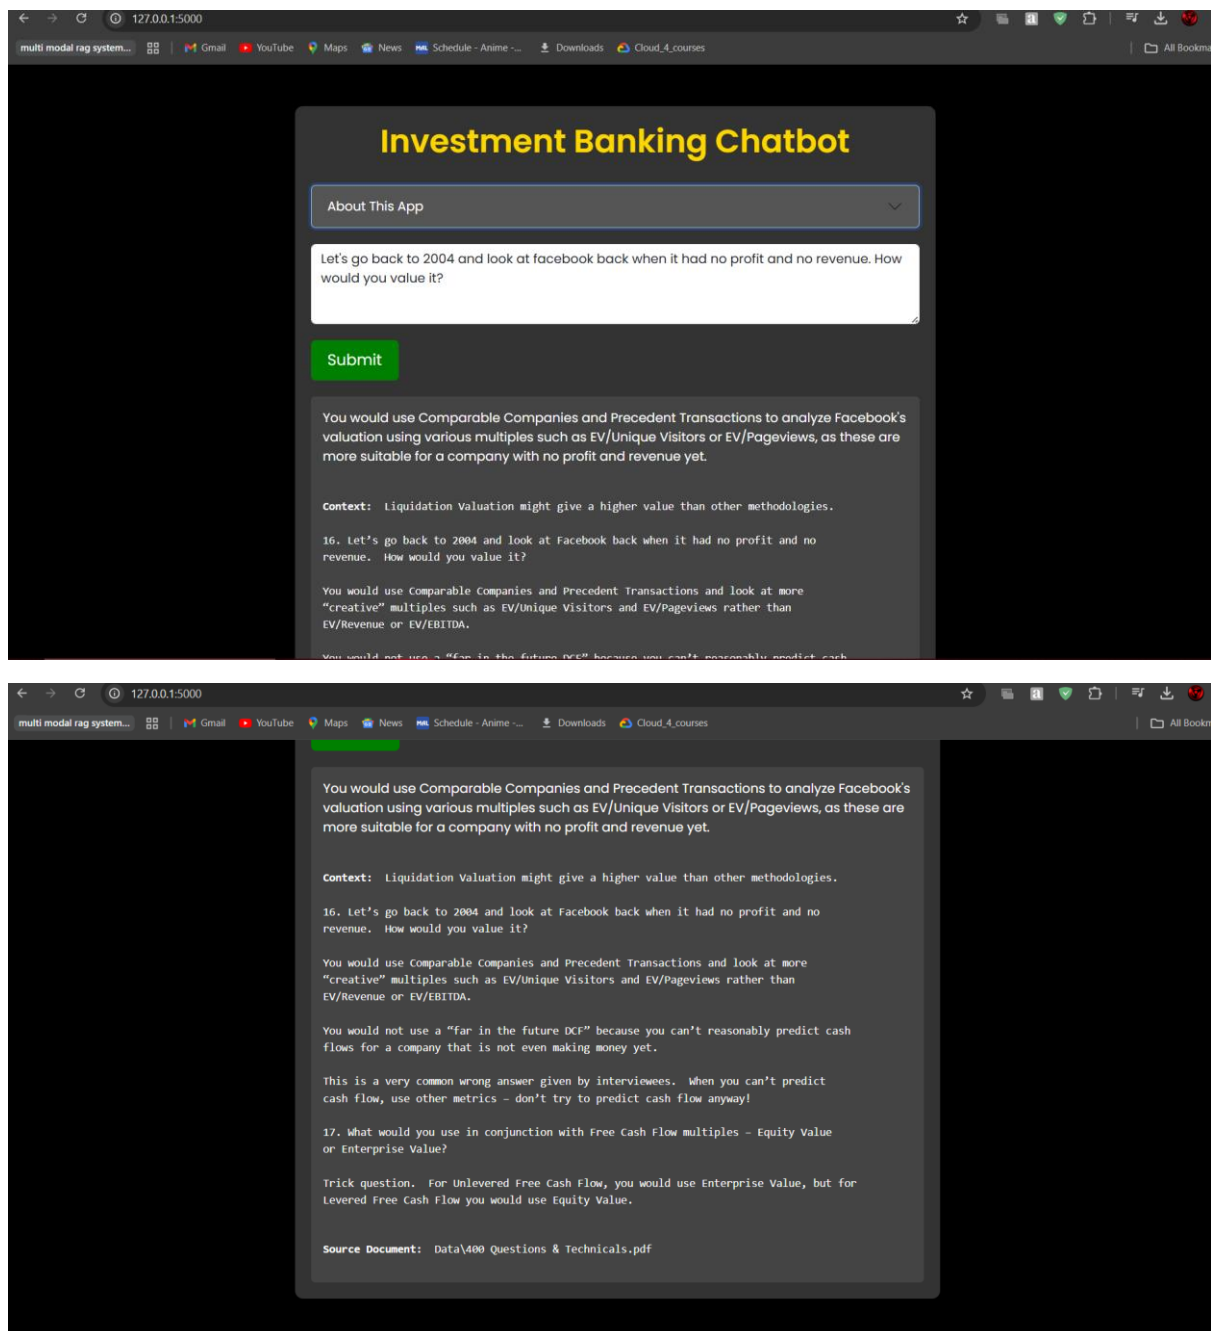 127.0.0.1:5000
multi modal rag system... Gmail YouTube Maps News Schedule - Anime -... Downloads Cloud_4_courses All Bookma
Investment Banking Chatbot
About This App
Let's go back to 2004 and look at facebook back when it had no profit and no revenue. How
would you value it?
Submit
You would use Comparable Companies and Precedent Transactions to analyze Facebook's
valuation using various multiples such as EV/Unique Visitors or EV/Pageviews, as these are
more suitable for a company with no profit and revenue yet.
Context: Liquidation Valuation might give a higher value than other methodologies.
16. Let’s go back to 2004 and look at Facebook back when it had no profit and no
revenue. How would you value it?
You would use Comparable Companies and Precedent Transactions and look at more
“creative” multiples such as EV/Unique Visitors and EV/Pageviews rather than
EV/Revenue or EV/EBITDA.
You would not use a “far in the future DCF” because you can’t reasonably predict cash
127.0.0.1:5000
multi modal rag system... Gmail YouTube Maps News Schedule - Anime -... Downloads Cloud_4_courses All Bookm
You would use Comparable Companies and Precedent Transactions to analyze Facebook's
valuation using various multiples such as EV/Unique Visitors or EV/Pageviews, as these are
more suitable for a company with no profit and revenue yet.
Context: Liquidation Valuation might give a higher value than other methodologies.
16. Let’s go back to 2004 and look at Facebook back when it had no profit and no
revenue. How would you value it?
You would use Comparable Companies and Precedent Transactions and look at more
“creative” multiples such as EV/Unique Visitors and EV/Pageviews rather than
EV/Revenue or EV/EBITDA.
You would not use a “far in the future DCF” because you can’t reasonably predict cash
flows for a company that is not even making money yet.
This is a very common wrong answer given by interviewees. When you can’t predict
cash flow, use other metrics – don’t try to predict cash flow anyway!
17. What would you use in conjunction with Free Cash Flow multiples – Equity Value
or Enterprise Value?
Trick question. For Unlevered Free Cash Flow, you would use Enterprise Value, but for
Levered Free Cash Flow you would use Equity Value.
Source Document: Data\400 Questions & Technicals.pdf